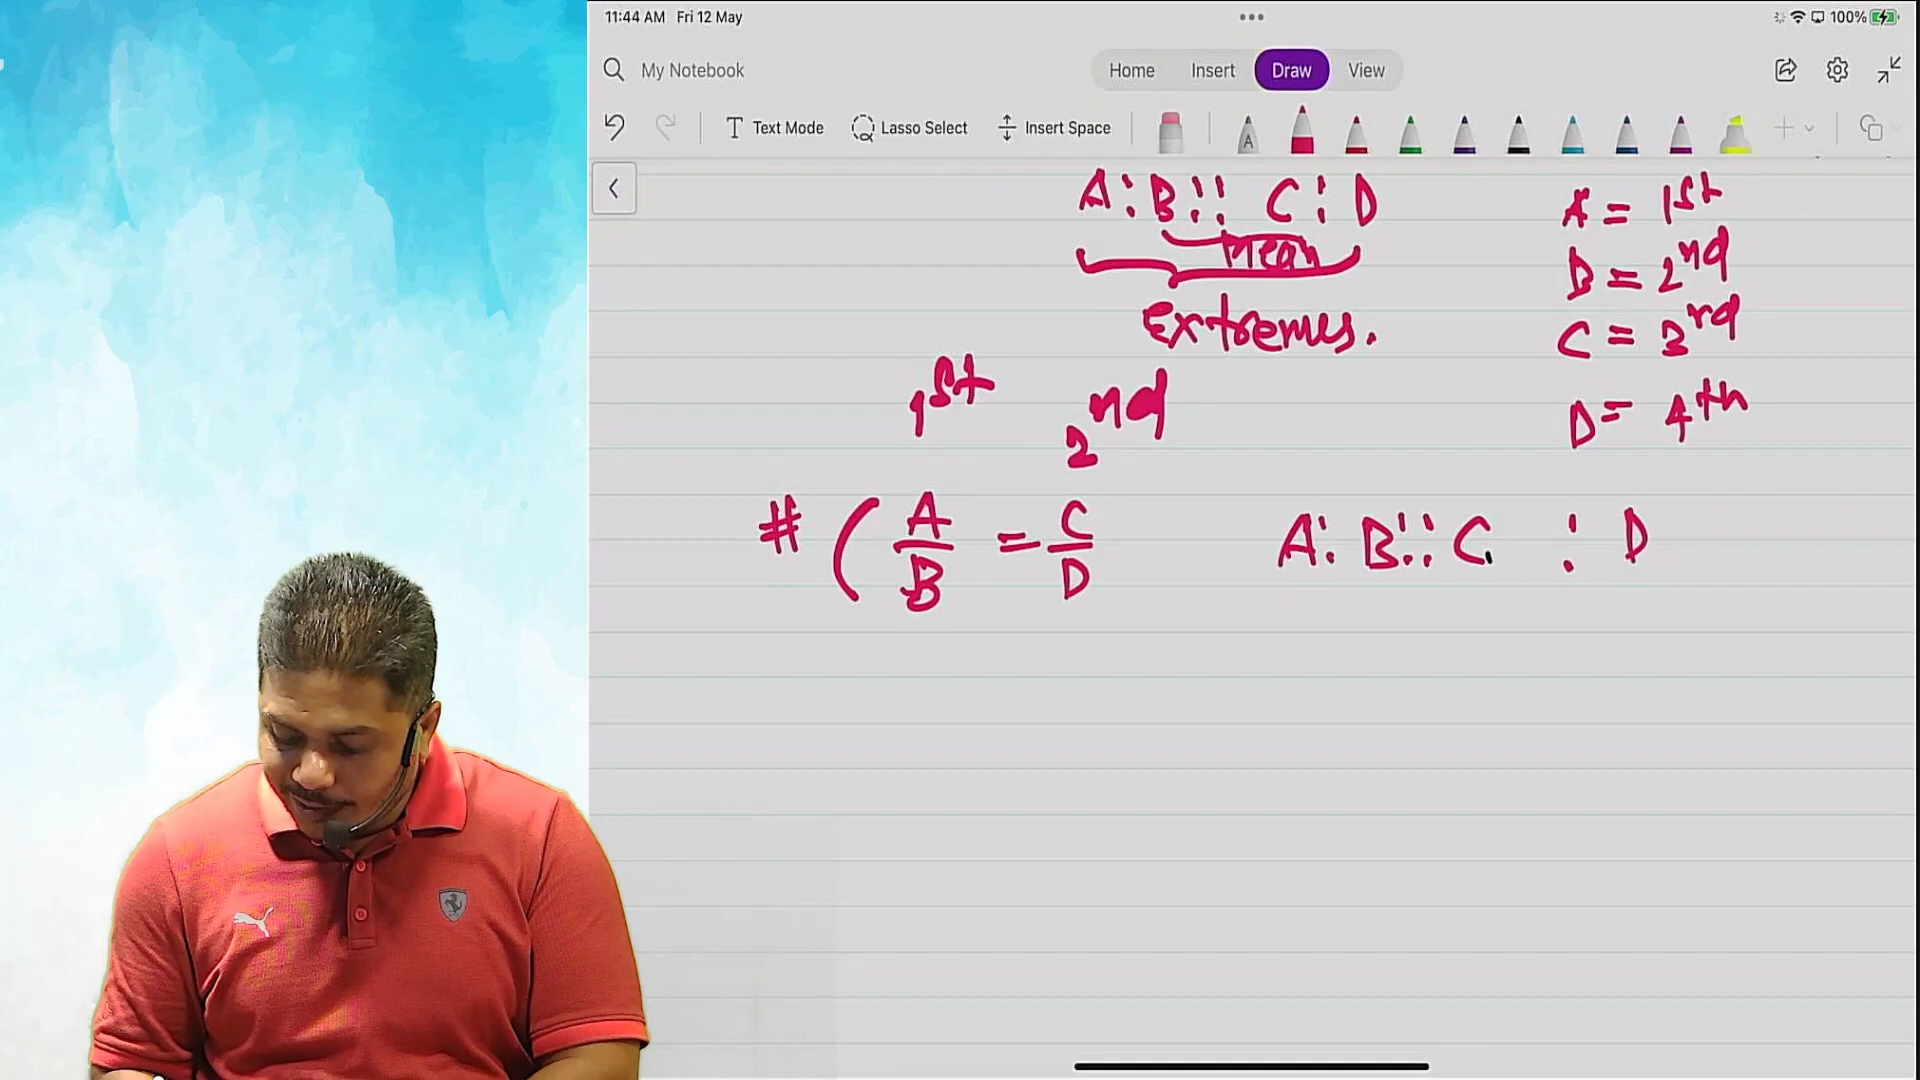 11:44 AM Fri 12 May
100%
My Notebook
Home Insert Draw View
Text Mode Lasso Select Insert Space
A
A : B :: C : D
Mean
Extremes.
A = 1st
B = 2nd
C = 3rd
D = 4th
1st 2nd
# ( A/B = C/D
A : B :: C : D